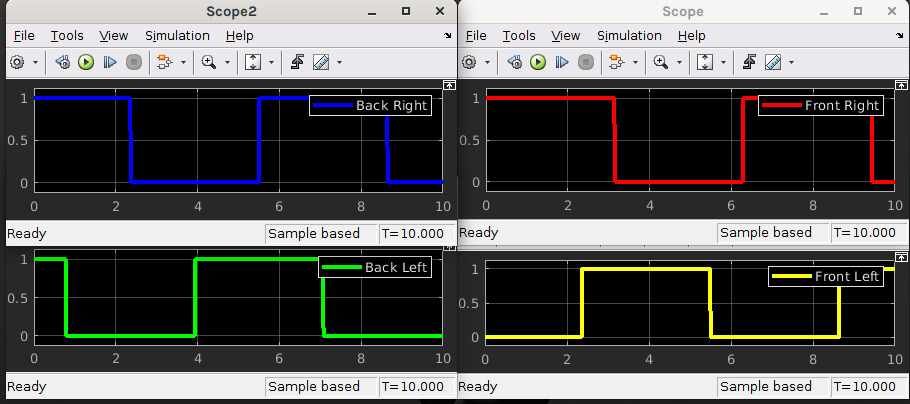 Scope2
File Tools View Simulation Help
Back Right
1
0.5
0
0 2 4 6 8 10
Ready Sample based T=10.000
Scope
File Tools View Simulation Help
Front Right
1
0.5
0
0 2 4 6 8 10
Ready Sample based T=10.000
Back Left
1
0.5
0
0 2 4 6 8 10
Ready Sample based T=10.000
Front Left
1
0.5
0
0 2 4 6 8 10
Ready Sample based T=10.000